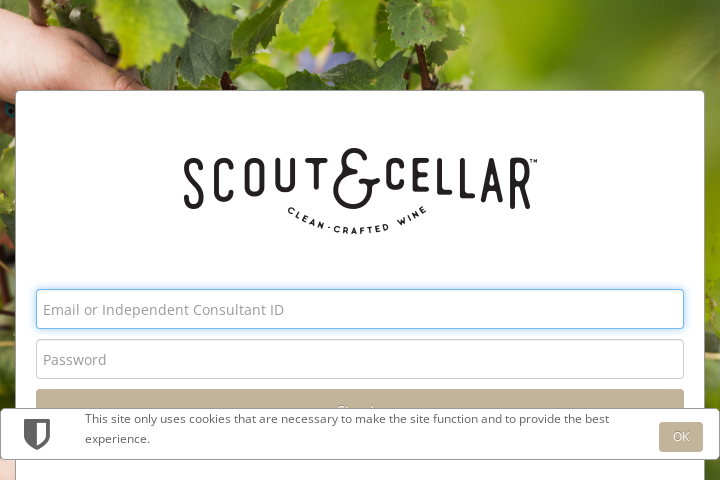 SCOUT & CELLAR™
CLEAN-CRAFTED WINE
Email or Independent Consultant ID
Password
This site only uses cookies that are necessary to make the site function and to provide the best
experience.
OK